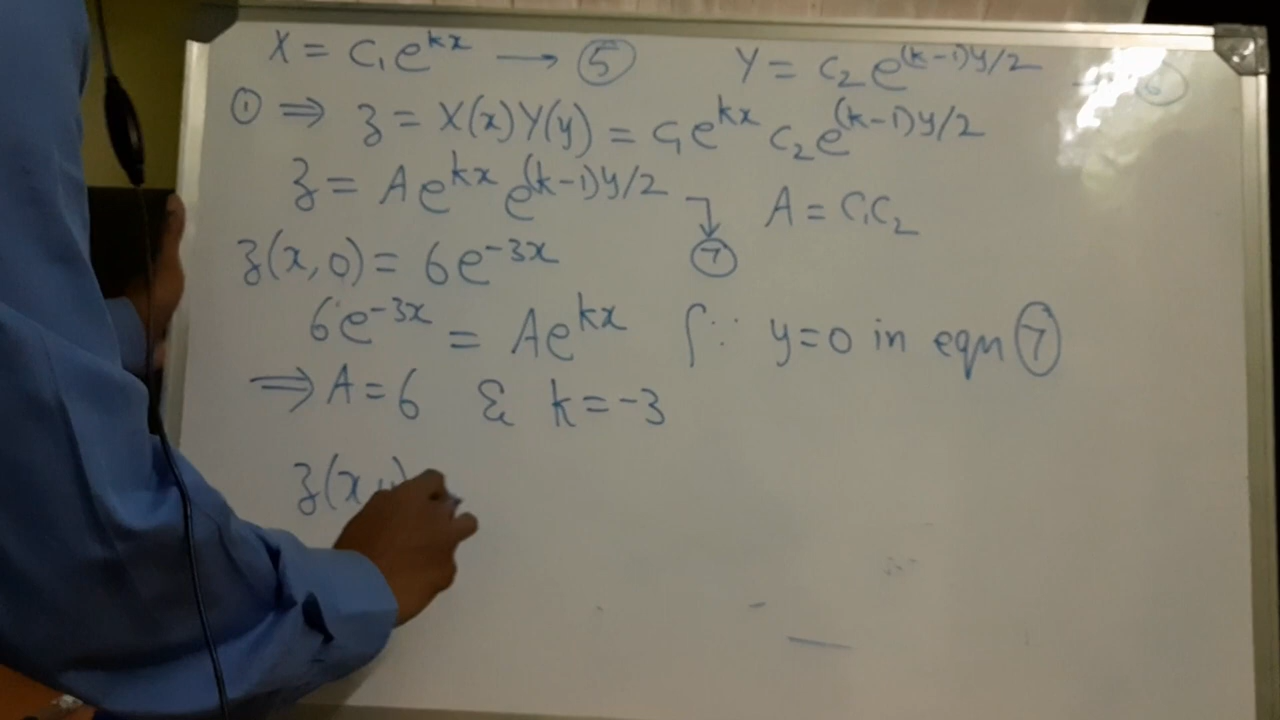 X = c₁e^{kx} → ⑤ Y = c₂e^{(k-1)y/2} → ⑥
① ⇒ z = X(x)Y(y) = c₁e^{kx} c₂e^{(k-1)y/2}
z = Ae^{kx} e^{(k-1)y/2} → ⑦ A = c₁c₂
z(x,0) = 6e^{-3x}
6e^{-3x} = Ae^{kx} [∵ y=0 in eqn ⑦
⇒ A = 6 & k = -3
z(x,y)